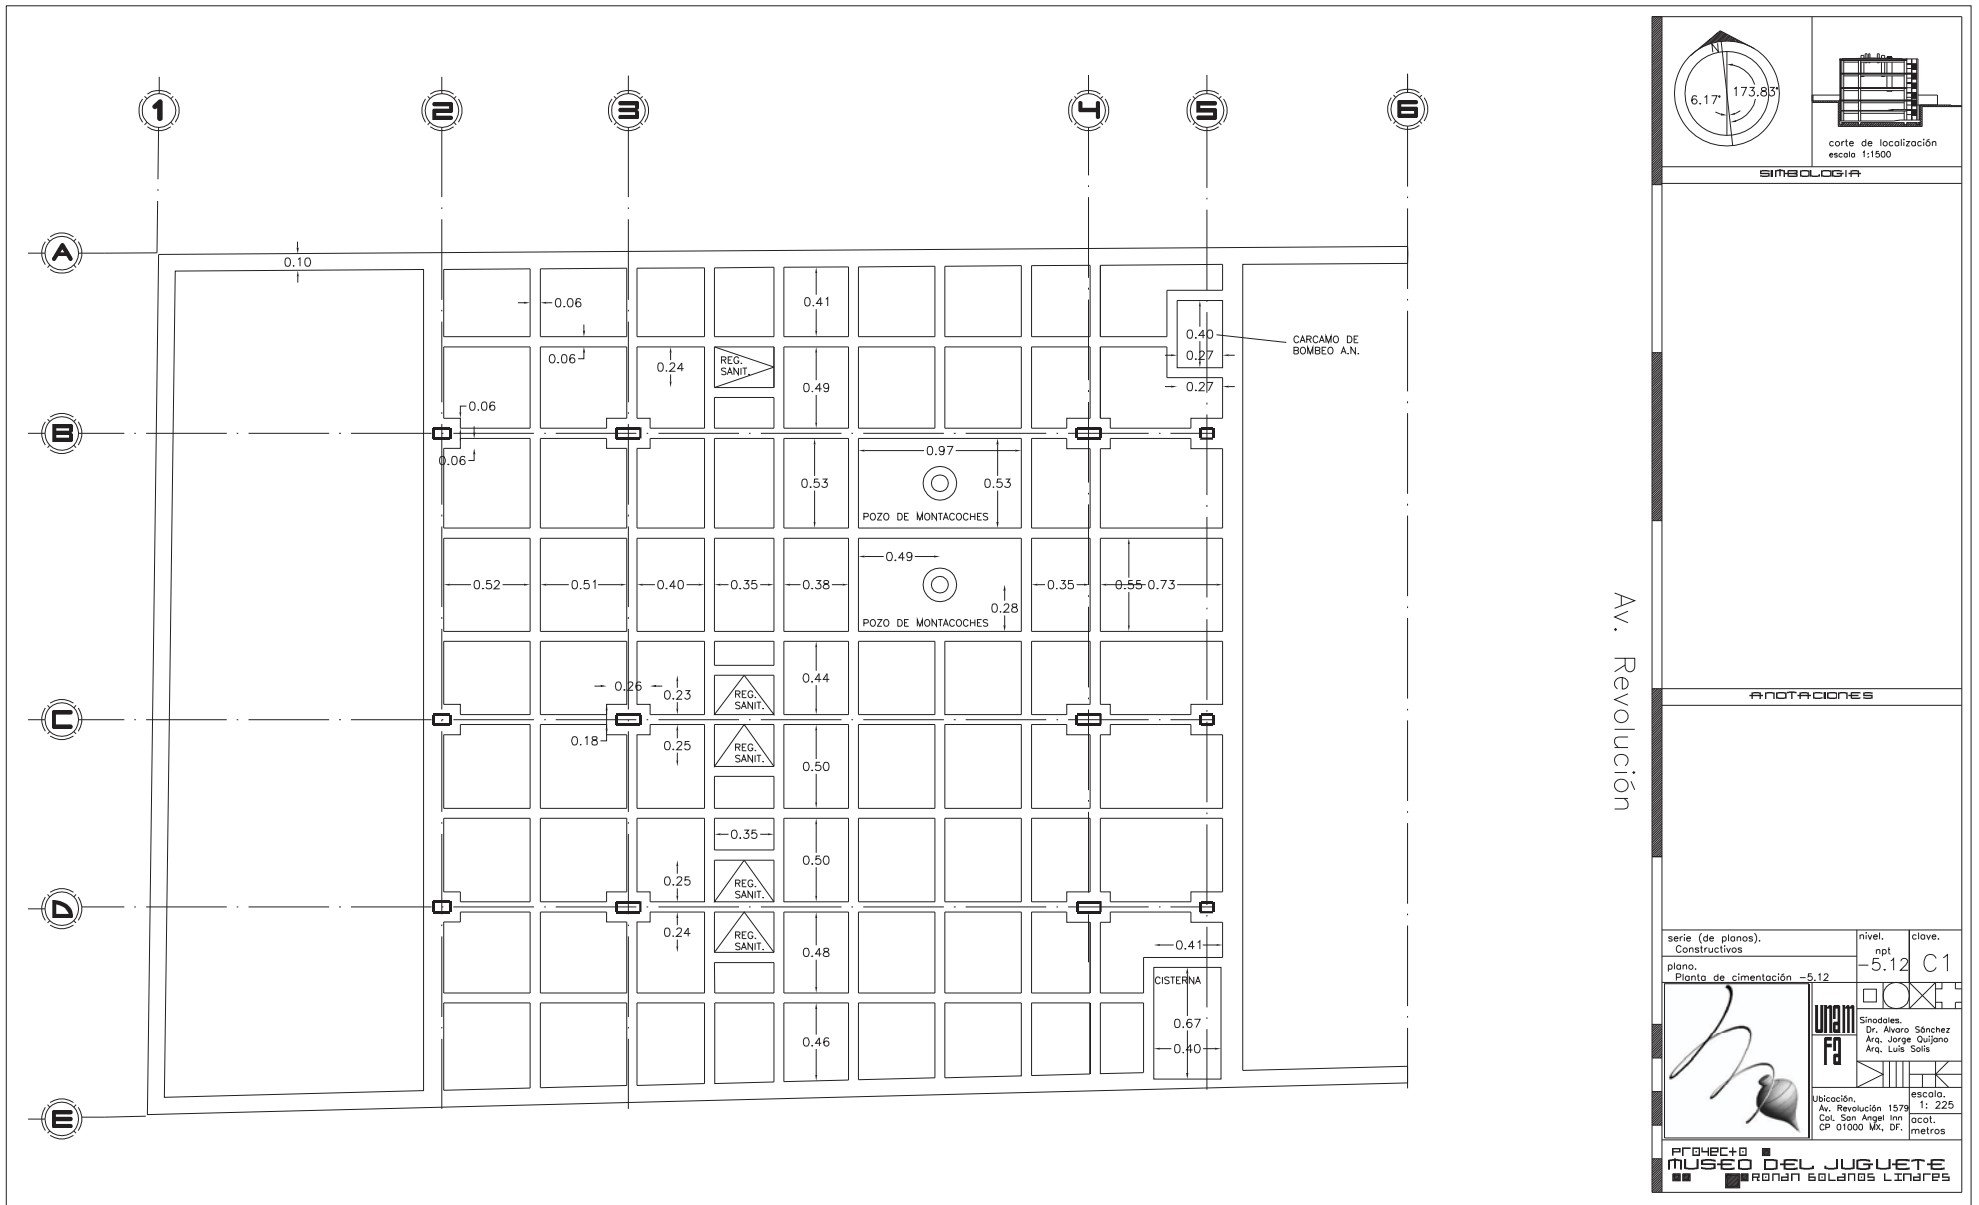 1
2
3
4
5
6
A
B
C
D
E
0.10
0.06
0.06
0.24
REG.
SANIT.
0.41
0.49
0.40
0.27
0.27
CARCAMO DE
BOMBEO A.N.
0.06
0.06
0.53
0.97
0.53
POZO DE MONTACOCHES
0.52
0.51
0.40
0.35
0.38
0.49
0.28
POZO DE MONTACOCHES
0.35
0.55
0.73
0.26
0.23
0.18
0.25
REG.
SANIT.
REG.
SANIT.
0.44
0.50
0.35
0.25
0.24
REG.
SANIT.
REG.
SANIT.
0.50
0.48
0.46
0.41
CISTERNA
0.67
0.40
Av. Revolución
N
6.17°
173.83°
corte de localización
escala 1:1500
SIMBOLOGIA
ANOTACIONES
serie (de planos).
Constructivos
nivel.
npt
-5.12
clave.
C1
plano.
Planta de cimentación -5.12
unam
fa
Sinodales.
Dr. Alvaro Sánchez
Arq. Jorge Quijano
Arq. Luis Solis
Ubicación.
Av. Revolución 1579
Col. San Angel Inn
CP 01000 MX, DF.
escala.
1: 225
acot.
metros
PROYECTO
MUSEO DEL JUGUETE
RONAN BOLAÑOS LINARES